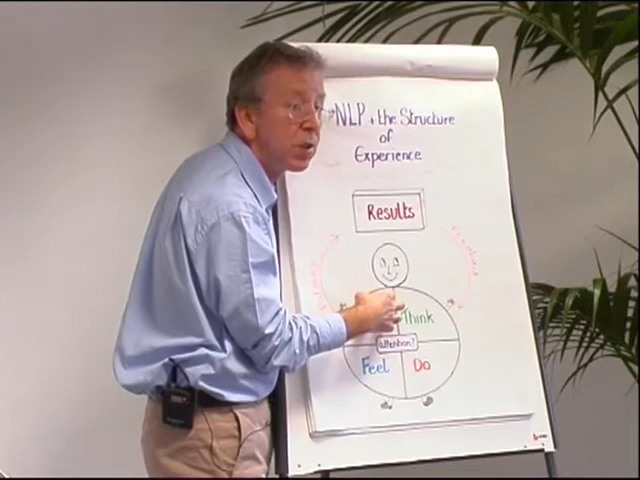 NLP + the Structure
of
Experience
Results
Think
attention?
Feel
Do